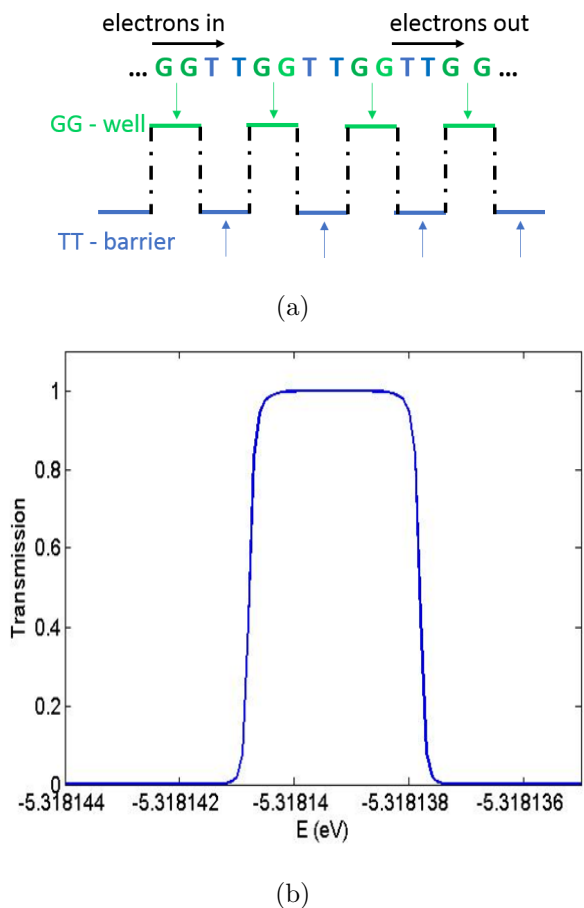 electrons in electrons out
... G G T T G G T T G G T T G G ...
GG - well
TT - barrier
(a)
1
0.8
0.6
0.4
0.2
0
Transmission
-5.318144 -5.318142 -5.31814 -5.318138 -5.318136
E (eV)
(b)